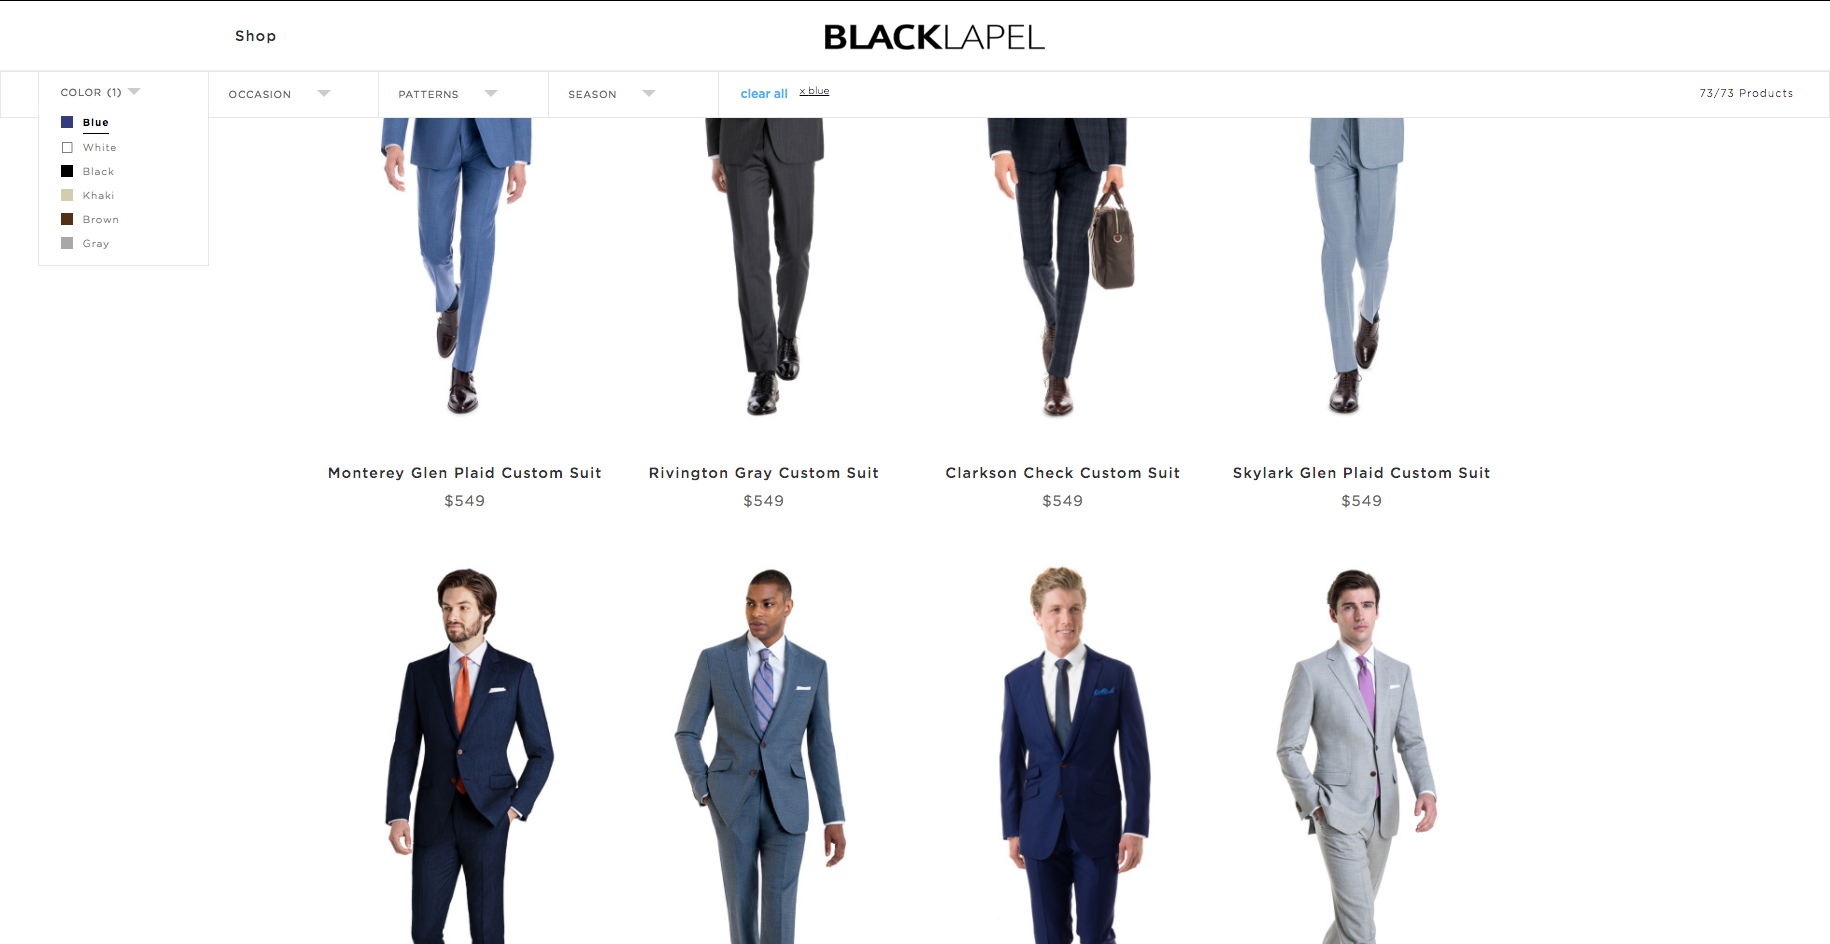 Shop
BLACKLAPEL
COLOR (1)
OCCASION
PATTERNS
SEASON
clear all
x blue
73/73 Products
Blue
White
Black
Khaki
Brown
Gray
Monterey Glen Plaid Custom Suit
$549
Rivington Gray Custom Suit
$549
Clarkson Check Custom Suit
$549
Skylark Glen Plaid Custom Suit
$549